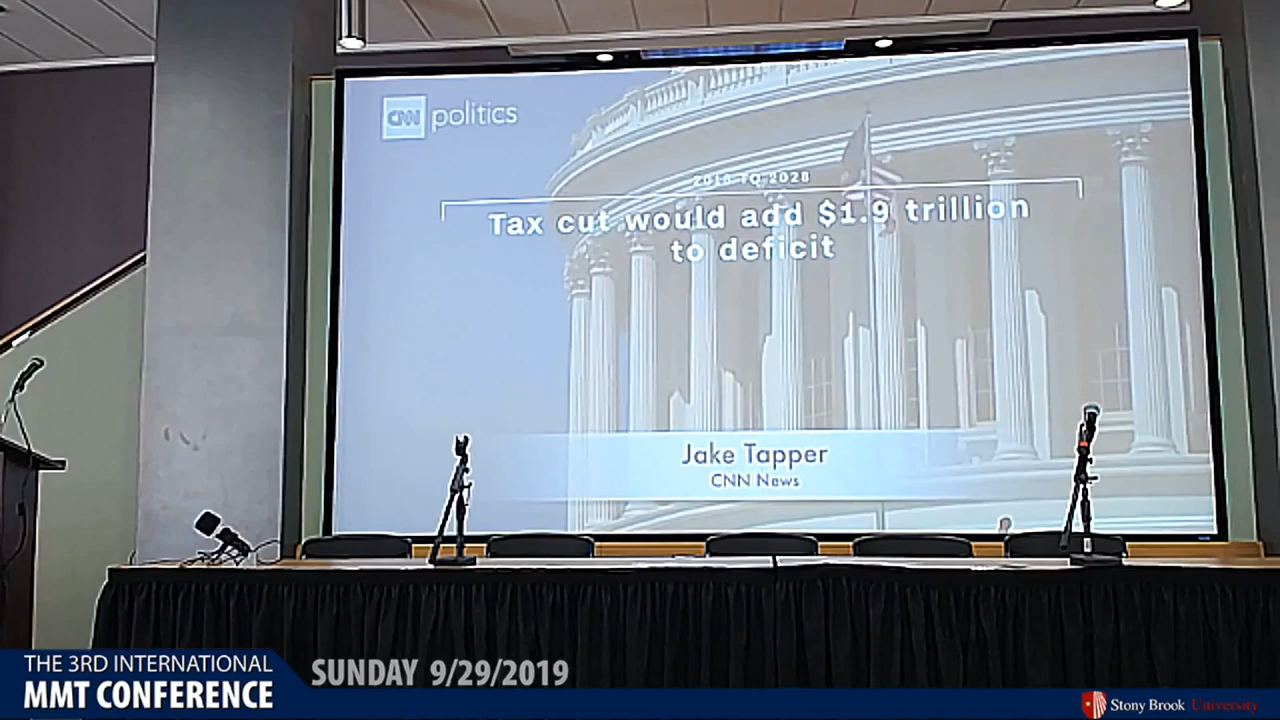 CNN politics
2018 TO 2028
Tax cut would add $1.9 trillion
to deficit
Jake Tapper
CNN News
THE 3RD INTERNATIONAL
MMT CONFERENCE
SUNDAY 9/29/2019
Stony Brook University